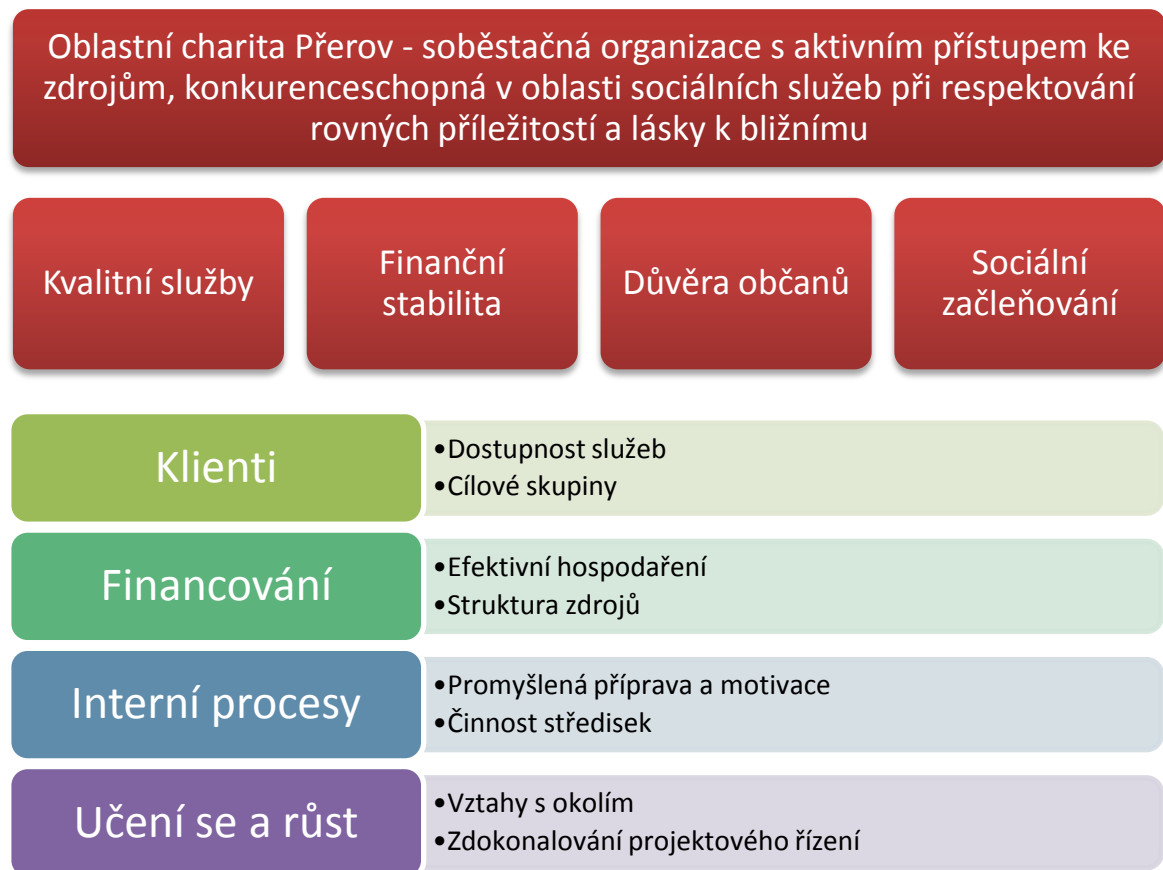 Oblastní charita Přerov - soběstačná organizace s aktivním přístupem ke
zdrojům, konkurenceschopná v oblasti sociálních služeb při respektování
rovných příležitostí a lásky k bližnímu
Kvalitní služby
Finanční
stabilita
Důvěra občanů
Sociální
začleňování
Klienti
•Dostupnost služeb
•Cílové skupiny
Financování
•Efektivní hospodaření
•Struktura zdrojů
Interní procesy
•Promyšlená příprava a motivace
•Činnost středisek
Učení se a růst
•Vztahy s okolím
•Zdokonalování projektového řízení